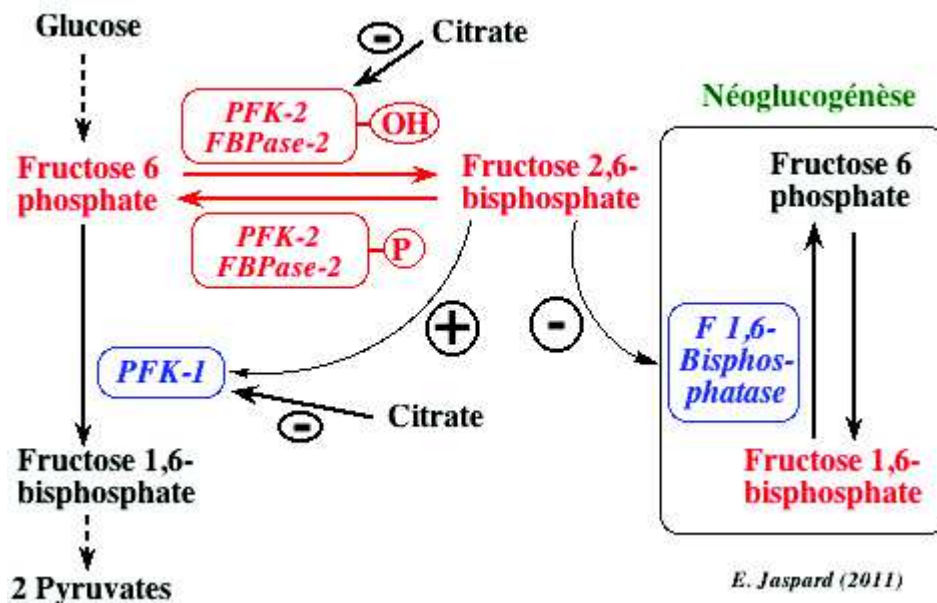 Glucose
- Citrate
PFK-2
FBPase-2
OH
Néoglucogénèse
Fructose 6
phosphate
Fructose 2,6-
bisphosphate
Fructose 6
phosphate
PFK-2
FBPase-2
P
+
-
F 1,6-
Bisphos-
phatase
PFK-1
-
Citrate
Fructose 1,6-
bisphosphate
Fructose 1,6-
bisphosphate
2 Pyruvates
E. Jaspard (2011)